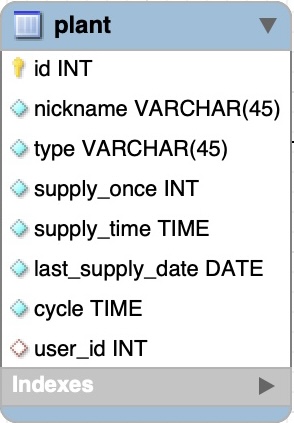 plant
id INT
nickname VARCHAR(45)
type VARCHAR(45)
supply_once INT
supply_time TIME
last_supply_date DATE
cycle TIME
user_id INT
Indexes